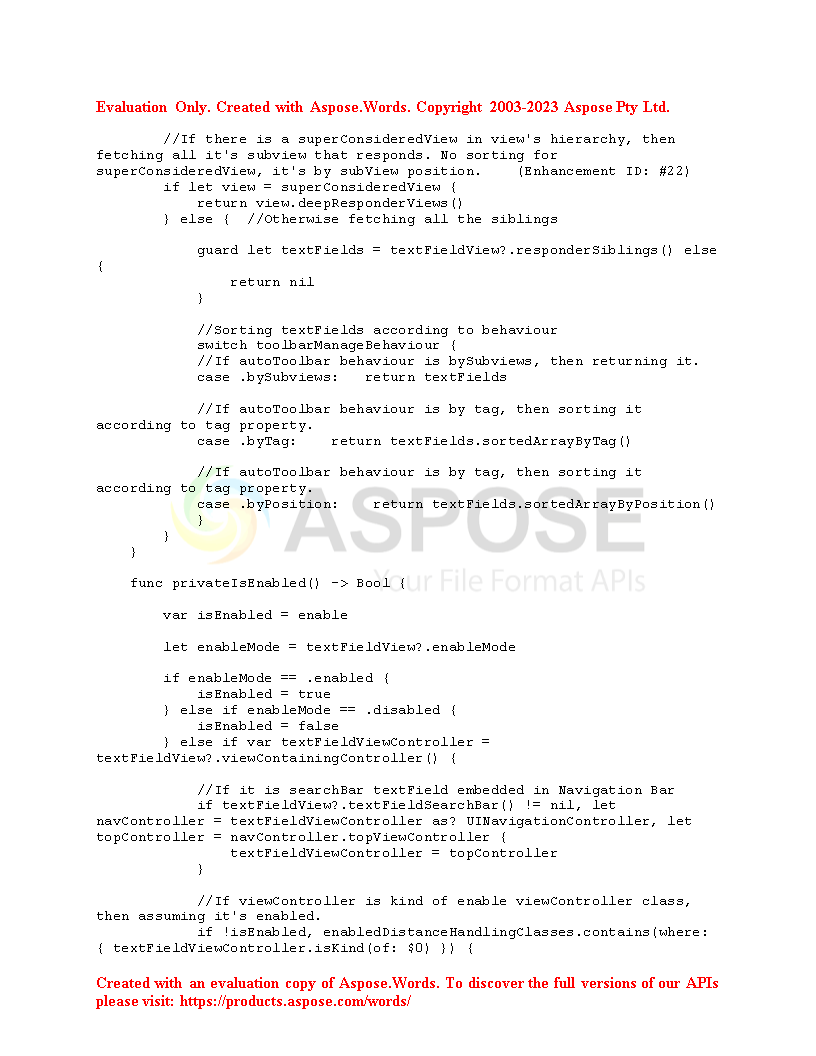 Evaluation Only. Created with Aspose.Words. Copyright 2003-2023 Aspose Pty Ltd.
//If there is a superConsideredView in view's hierarchy, then
fetching all it's subview that responds. No sorting for
superConsideredView, it's by subView position.    (Enhancement ID: #22)
if let view = superConsideredView {
return view.deepResponderViews()
} else {  //Otherwise fetching all the siblings
guard let textFields = textFieldView?.responderSiblings() else
{
return nil
}
//Sorting textFields according to behaviour
switch toolbarManageBehaviour {
//If autoToolbar behaviour is bySubviews, then returning it.
case .bySubviews:   return textFields
//If autoToolbar behaviour is by tag, then sorting it
according to tag property.
case .byTag:    return textFields.sortedArrayByTag()
//If autoToolbar behaviour is by tag, then sorting it
according to tag property.
case .byPosition:    return textFields.sortedArrayByPosition()
}
}
}
ASPOSE
Your File Format APIs
func privateIsEnabled() -> Bool {
var isEnabled = enable
let enableMode = textFieldView?.enableMode
if enableMode == .enabled {
isEnabled = true
} else if enableMode == .disabled {
isEnabled = false
} else if var textFieldViewController =
textFieldView?.viewContainingController() {
//If it is searchBar textField embedded in Navigation Bar
if textFieldView?.textFieldSearchBar() != nil, let
navController = textFieldViewController as? UINavigationController, let
topController = navController.topViewController {
textFieldViewController = topController
}
//If viewController is kind of enable viewController class,
then assuming it's enabled.
if !isEnabled, enabledDistanceHandlingClasses.contains(where:
{ textFieldViewController.isKind(of: $0) }) {
Created with an evaluation copy of Aspose.Words. To discover the full versions of our APIs
please visit: https://products.aspose.com/words/